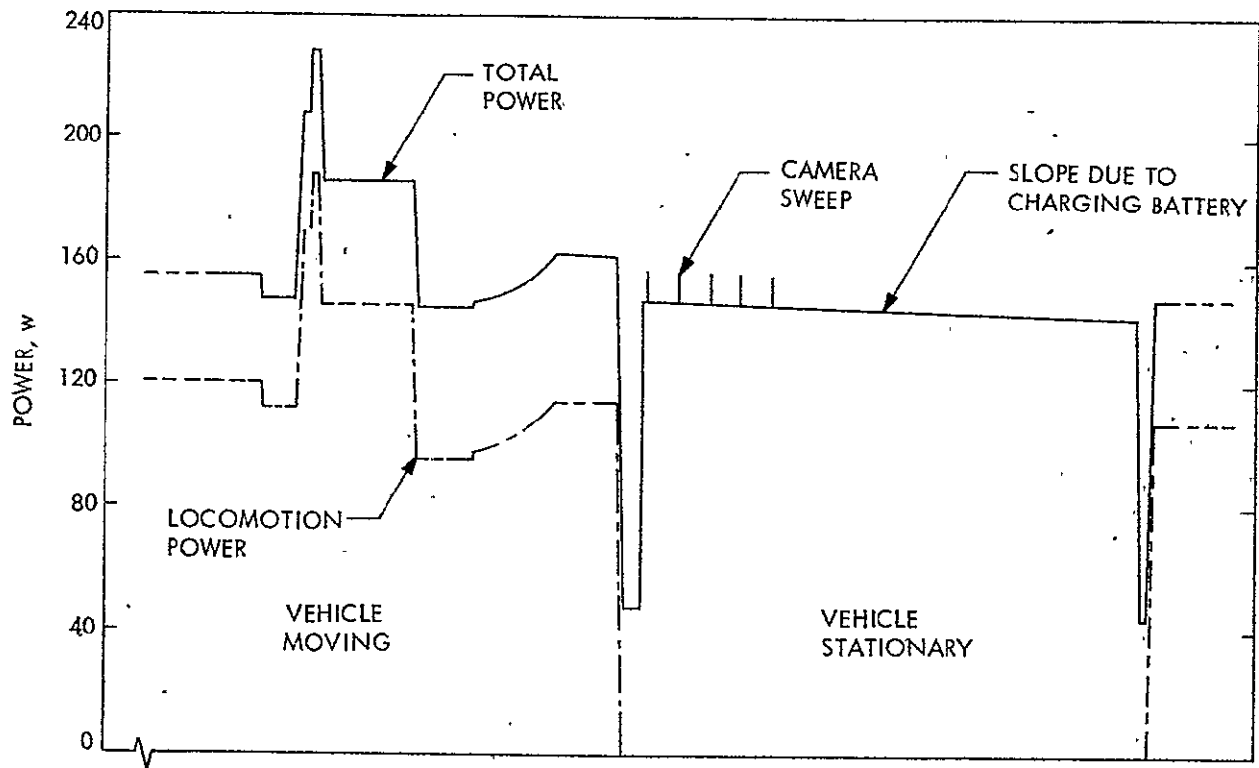 240
200
160
120
80
40
0
POWER, w
TOTAL
POWER
CAMERA
SWEEP
SLOPE DUE TO
CHARGING BATTERY
LOCOMOTION
POWER
VEHICLE
MOVING
VEHICLE
STATIONARY